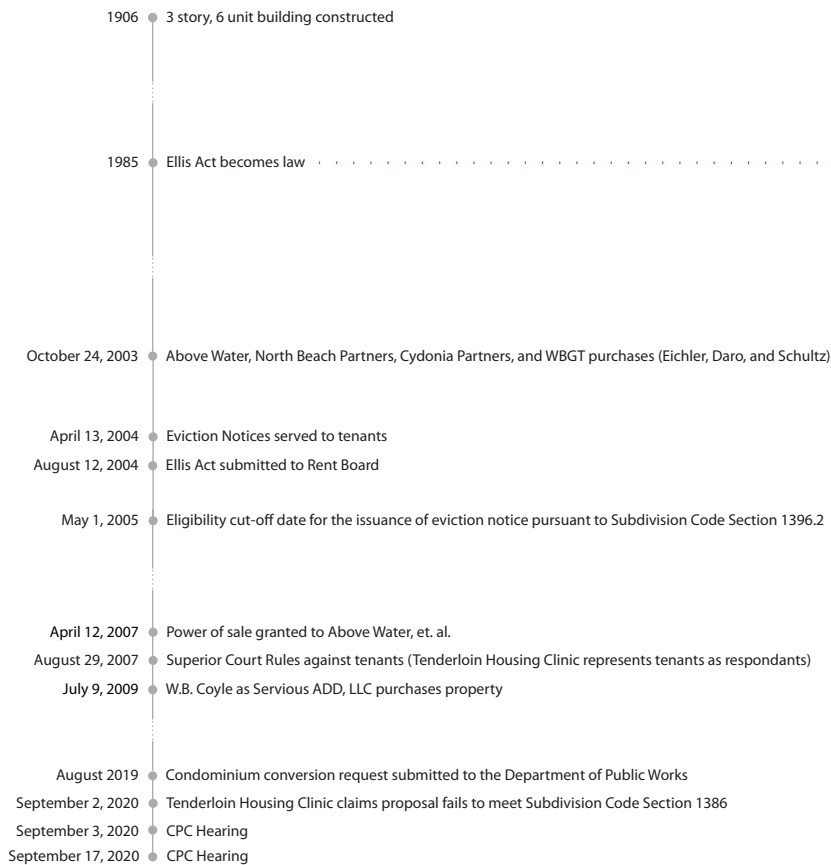 1906 3 story, 6 unit building constructed
1985 Ellis Act becomes law
October 24, 2003 Above Water, North Beach Partners, Cydonia Partners, and WBGT purchases (Eichler, Daro, and Schultz)
April 13, 2004 Eviction Notices served to tenants
August 12, 2004 Ellis Act submitted to Rent Board
May 1, 2005 Eligibility cut-off date for the issuance of eviction notice pursuant to Subdivision Code Section 1396.2
April 12, 2007 Power of sale granted to Above Water, et. al.
August 29, 2007 Superior Court Rules against tenants (Tenderloin Housing Clinic represents tenants as respondants)
July 9, 2009 W.B. Coyle as Servious ADD, LLC purchases property
August 2019 Condominium conversion request submitted to the Department of Public Works
September 2, 2020 Tenderloin Housing Clinic claims proposal fails to meet Subdivision Code Section 1386
September 3, 2020 CPC Hearing
September 17, 2020 CPC Hearing